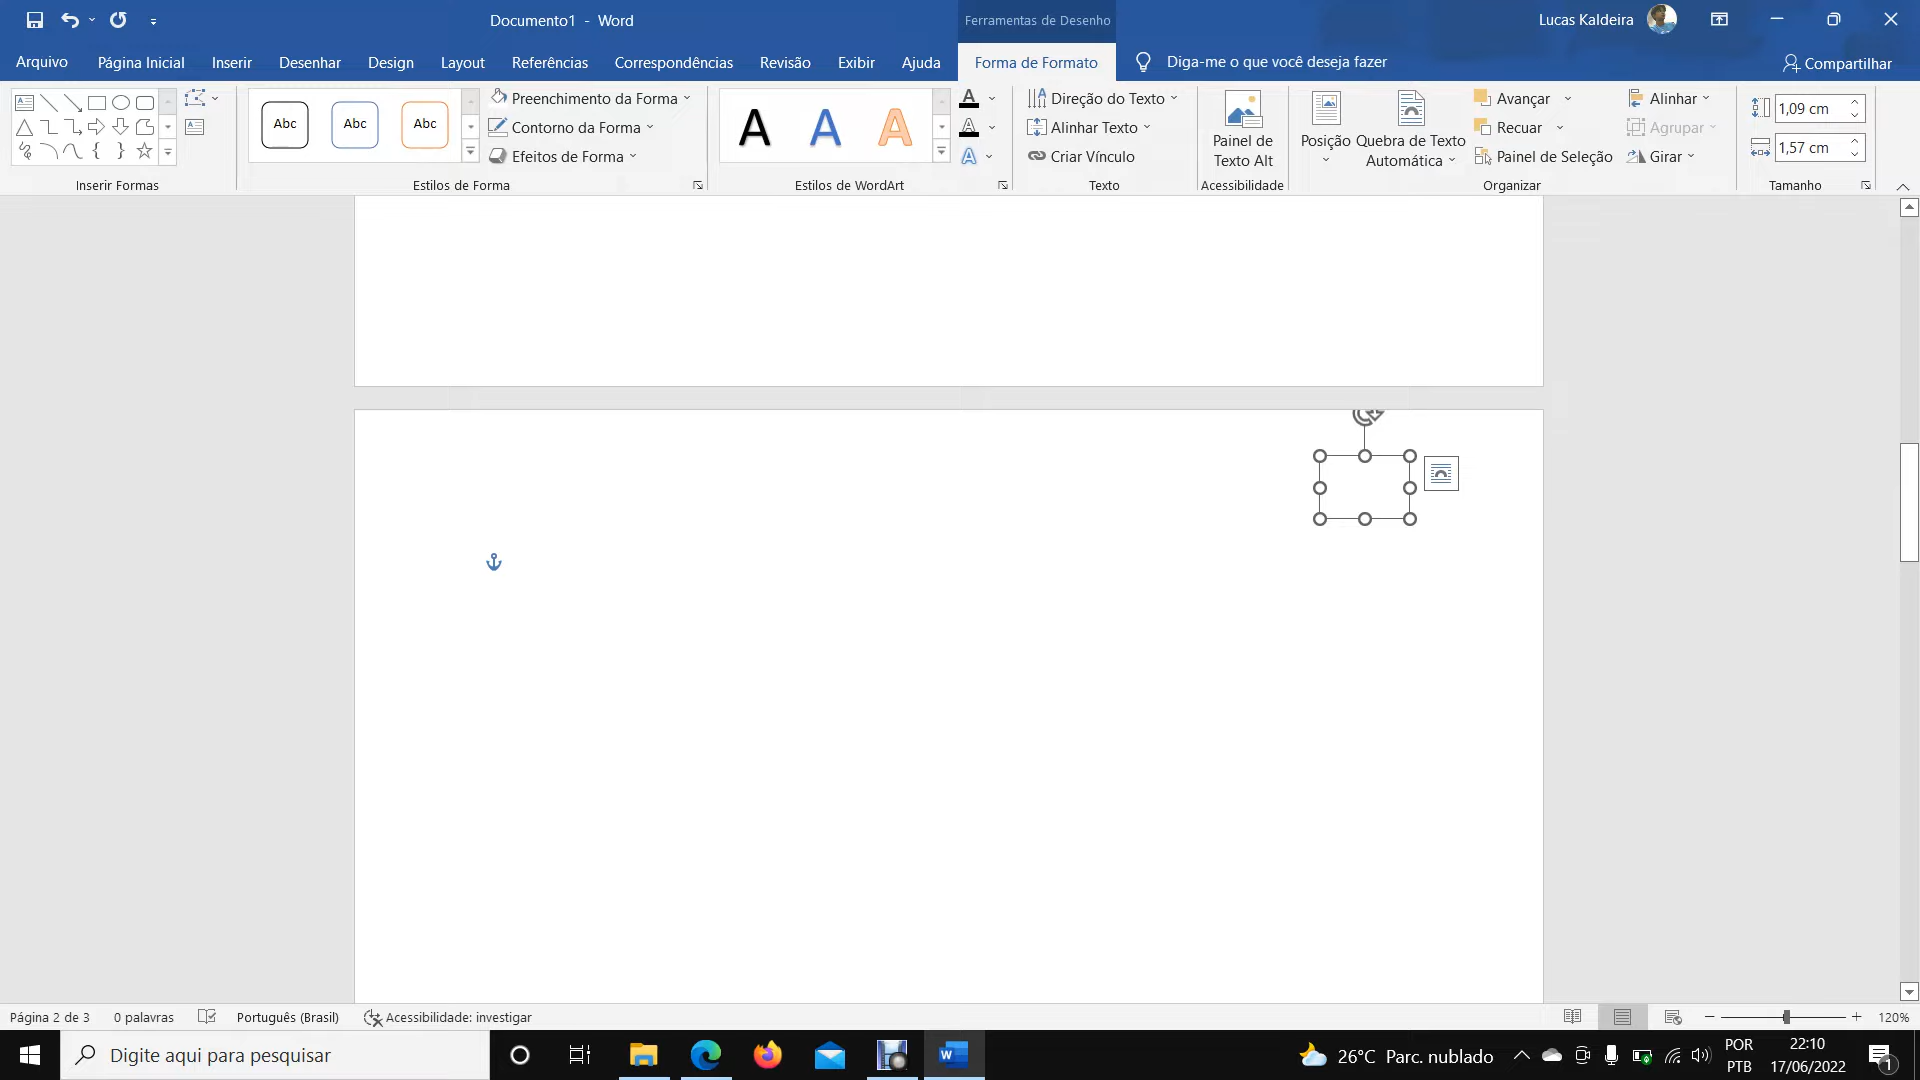 Documento1 - Word
Ferramentas de Desenho
Lucas Kaldeira
Arquivo
Página Inicial
Inserir
Desenhar
Design
Layout
Referências
Correspondências
Revisão
Exibir
Ajuda
Forma de Formato
Diga-me o que você deseja fazer
Compartilhar
Abc
Abc
Abc
Preenchimento da Forma
Contorno da Forma
Efeitos de Forma
A
A
A
A
A
A
Direção do Texto
Alinhar Texto
Criar Vínculo
Painel de
Texto Alt
Posição
Quebra de Texto
Automática
Avançar
Recuar
Painel de Seleção
Alinhar
Agrupar
Girar
1,09 cm
1,57 cm
Inserir Formas
Estilos de Forma
Estilos de WordArt
Texto
Acessibilidade
Organizar
Tamanho
Página 2 de 3
0 palavras
Português (Brasil)
Acessibilidade: investigar
120%
Digite aqui para pesquisar
26°C Parc. nublado
POR
PTB
22:10
17/06/2022
1